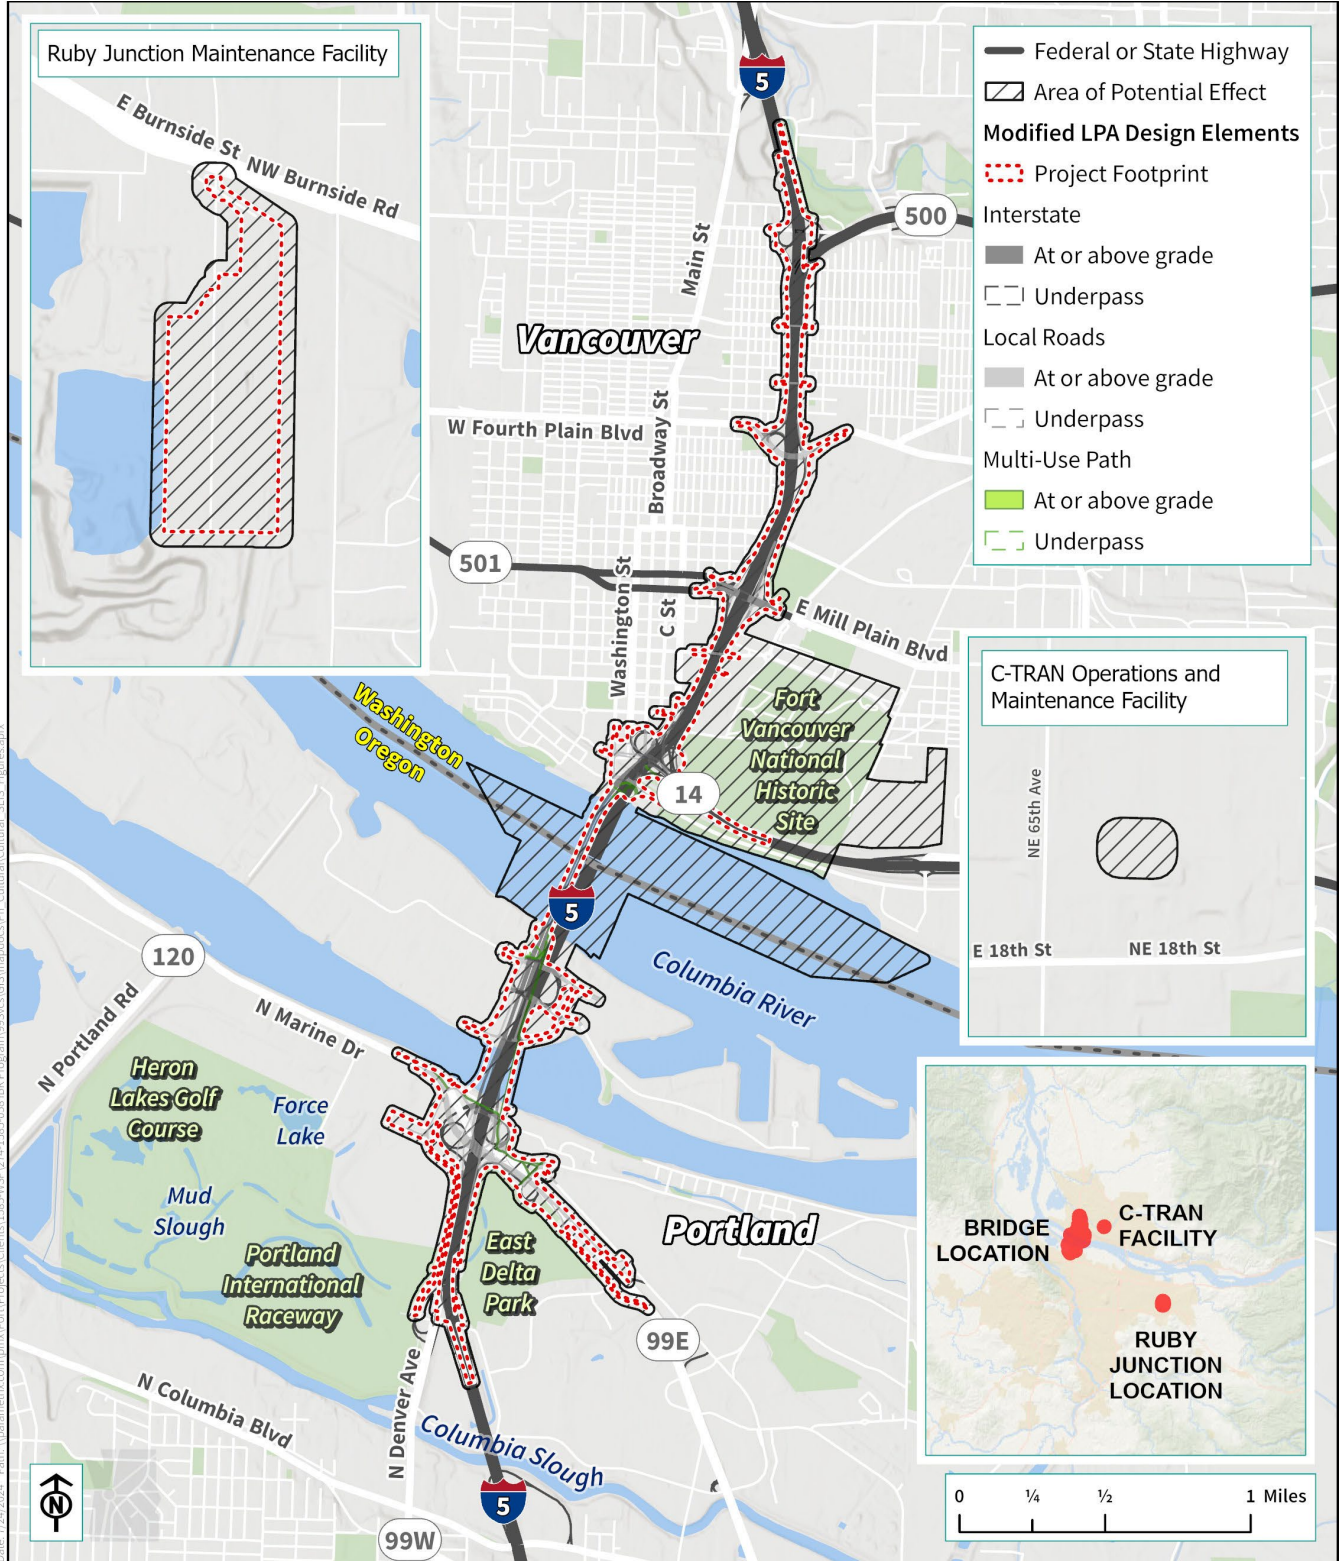 Ruby Junction Maintenance Facility
E Burnside St
NW Burnside Rd
5
Federal or State Highway
Area of Potential Effect
Modified LPA Design Elements
Project Footprint
Interstate
At or above grade
Underpass
Local Roads
At or above grade
Underpass
Multi-Use Path
At or above grade
Underpass
500
Main St
Vancouver
Broadway St
W Fourth Plain Blvd
501
Washington St
C St
E Mill Plain Blvd
Fort
Vancouver
National
Historic
Site
14
Washington
Oregon
5
Columbia River
C-TRAN Operations and
Maintenance Facility
NE 65th Ave
E 18th St
NE 18th St
120
N Portland Rd
N Marine Dr
Heron
Lakes Golf
Course
Force
Lake
Mud
Slough
Portland
International
Raceway
East
Delta
Park
Portland
99E
N Denver Ave
N Columbia Blvd
Columbia Slough
5
99W
N
BRIDGE
LOCATION
C-TRAN
FACILITY
RUBY
JUNCTION
LOCATION
0 ¼ ½ 1 Miles